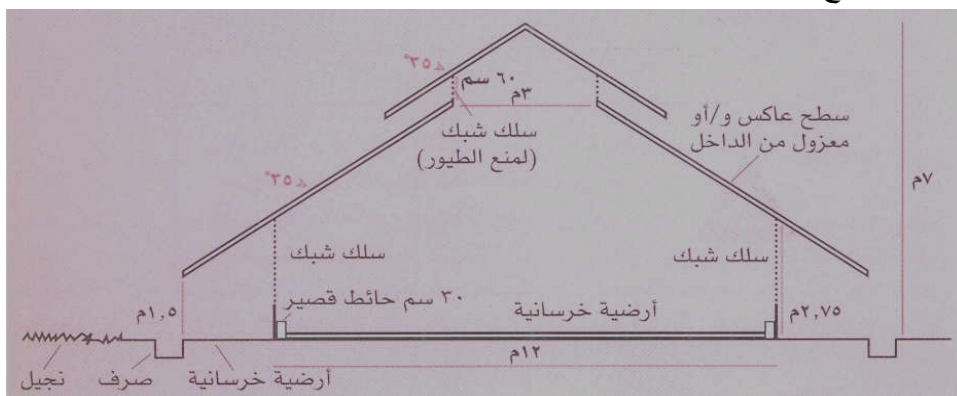 ٣٥°
٦٠ سم
٣م
سلك شبك
(لمنع الطيور)
سطح عاكس و/أو
معزول من الداخل
٧م
٣٥°
سلك شبك
سلك شبك
٣٠ سم حائط قصير
أرضية خرسانية
١,٥م
٢,٧٥م
١٢م
نجيل
صرف
أرضية خرسانية